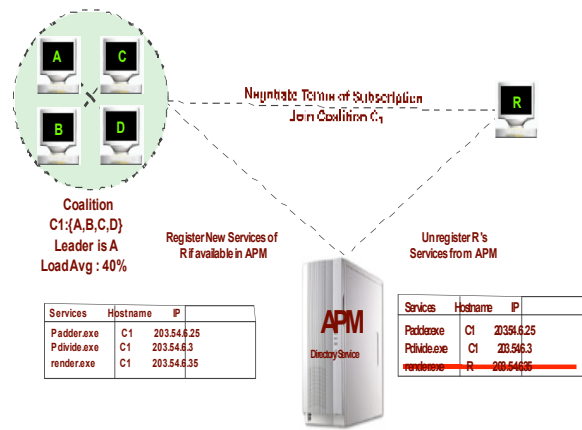 A
C
B
D
Negotiate Terms of Subscription
Join Coalition C1
R
Coalition
C1:{A,B,C,D}
Leader is A
Load Avg : 40%
Register New Services of
R if available in APM
Unregister R's
Services from APM
APM
Directory Service
Services Hostname IP
Padder.exe C1 203.54.6.25
Pdivide.exe C1 203.54.6.3
render.exe C1 203.54.6.35
Services Hostname IP
Padder.exe C1 203.54.6.25
Pdivide.exe C1 203.54.6.3
render.exe R 203.54.6.35